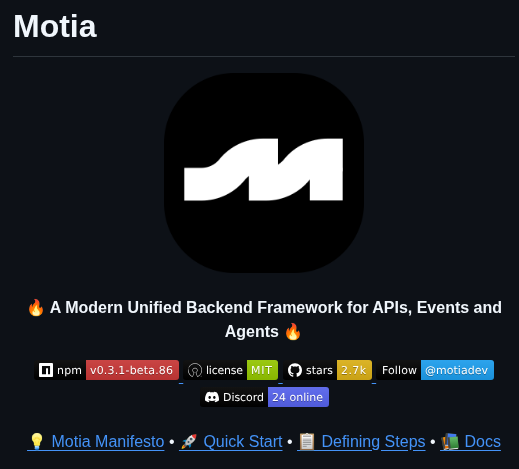 Motia
🔥 A Modern Unified Backend Framework for APIs, Events and
Agents 🔥
npm v0.3.1-beta.86 license MIT stars 2.7k Follow @motiadev
Discord 24 online
💡 Motia Manifesto • 🚀 Quick Start • 📋 Defining Steps • 📚 Docs